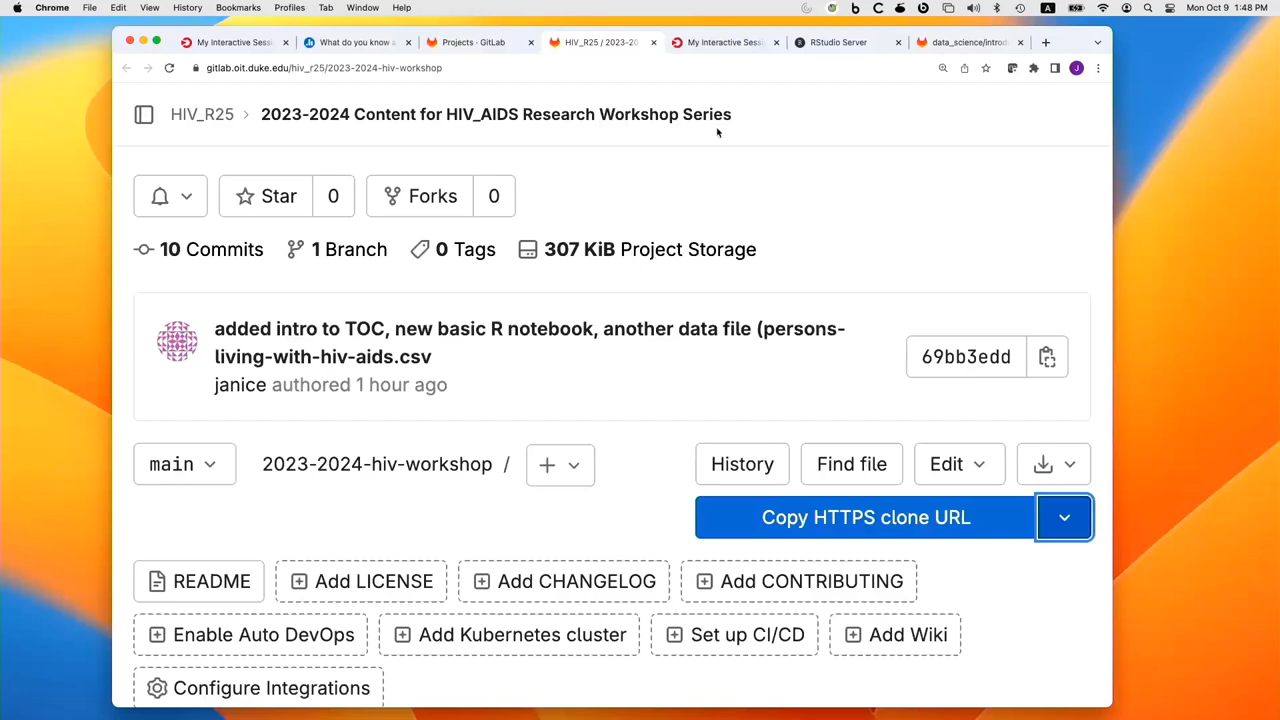 Chrome File Edit View History Bookmarks Profiles Tab Window Help A Mon Oct 9 1:48 PM
My Interactive Sess What do you know a Projects · GitLab HIV_R25 / 2023-20 My Interactive Sess RStudio Server data_science/introd
gitlab.oit.duke.edu/hiv_r25/2023-2024-hiv-workshop J
HIV_R25 > 2023-2024 Content for HIV_AIDS Research Workshop Series
Star 0 Forks 0
10 Commits 1 Branch 0 Tags 307 KiB Project Storage
added intro to TOC, new basic R notebook, another data file (persons-
living-with-hiv-aids.csv
janice authored 1 hour ago
69bb3edd
main 2023-2024-hiv-workshop / History Find file Edit
Copy HTTPS clone URL
README Add LICENSE Add CHANGELOG Add CONTRIBUTING
Enable Auto DevOps Add Kubernetes cluster Set up CI/CD Add Wiki
Configure Integrations